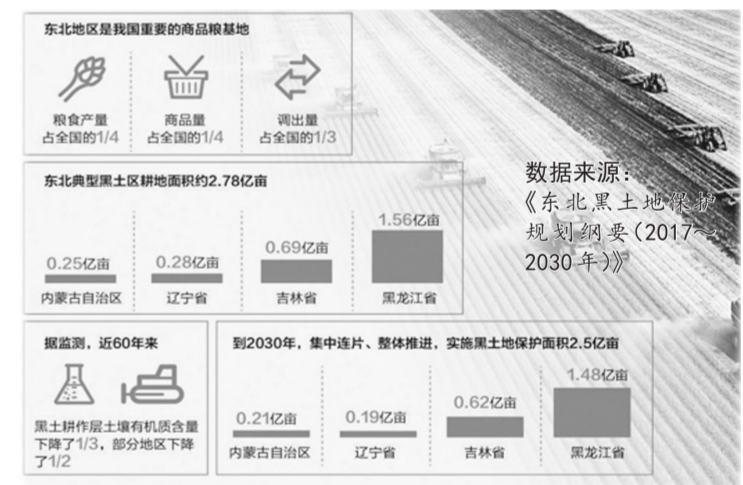 东北地区是我国重要的商品粮基地
粮食产量
占全国的1/4
商品量
占全国的1/4
调出量
占全国的1/3
东北典型黑土区耕地面积约2.78亿亩
0.25亿亩
内蒙古自治区
0.28亿亩
辽宁省
0.69亿亩
吉林省
1.56亿亩
黑龙江省
数据来源：
《东北黑土地保护
规划纲要（2017～
2030年）》
据监测，近60年来
黑土耕作层土壤有机质含量
下降了1/3，部分地区下降
了1/2
到2030年，集中连片、整体推进，实施黑土地保护面积2.5亿亩
0.21亿亩
内蒙古自治区
0.19亿亩
辽宁省
0.62亿亩
吉林省
1.48亿亩
黑龙江省